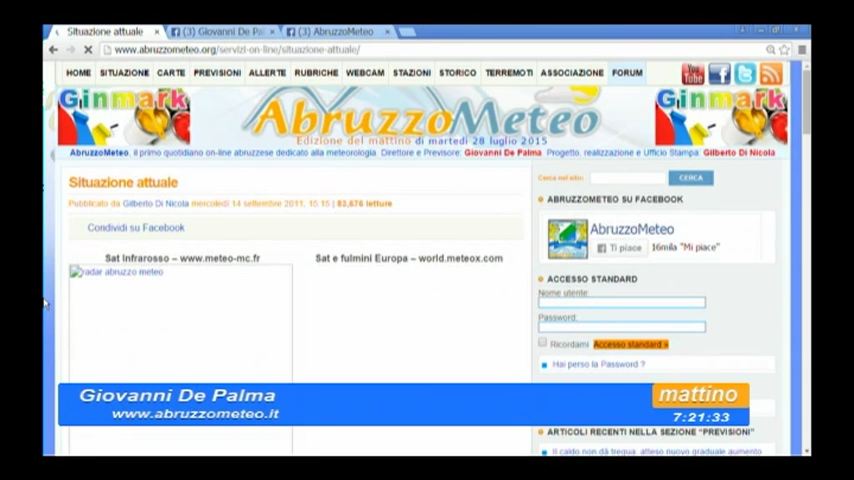 Situazione attuale
(3) Giovanni De Pal
(3) AbruzzoMeteo
www.abruzzometeo.org/servizi-on-line/situazione-attuale/
HOME SITUAZIONE CARTE PREVISIONI ALLERTE RUBRICHE WEBCAM STAZIONI STORICO TERREMOTI ASSOCIAZIONE FORUM
You Tube
Ginmark
AbruzzoMeteo
Ginmark
Edizione del mattino di martedì 28 luglio 2015
AbruzzoMeteo, il primo quotidiano on-line abruzzese dedicato alla meteorologia. Direttore e Previsore: Giovanni De Palma Progetto, realizzazione e Ufficio Stampa: Gilberto Di Nicola
Situazione attuale
Pubblicato da Gilberto Di Nicola mercoledì 14 settembre 2011, 15:15 | 83,676 letture
Condividi su Facebook
Sat Infrarosso – www.meteo-mc.fr
Sat e fulmini Europa – world.meteox.com
radar abruzzo meteo
Cerca nel sito: CERCA
ABRUZZOMETEO SU FACEBOOK
AbruzzoMeteo
Ti piace 16mila "Mi piace"
ACCESSO STANDARD
Nome utente:
Password:
Ricordami Accesso standard »
Hai perso la Password ?
Giovanni De Palma
www.abruzzometeo.it
mattino
7:21:33
ARTICOLI RECENTI NELLA SEZIONE "PREVISIONI"
Il caldo non dà tregua, atteso nuovo graduale aumento